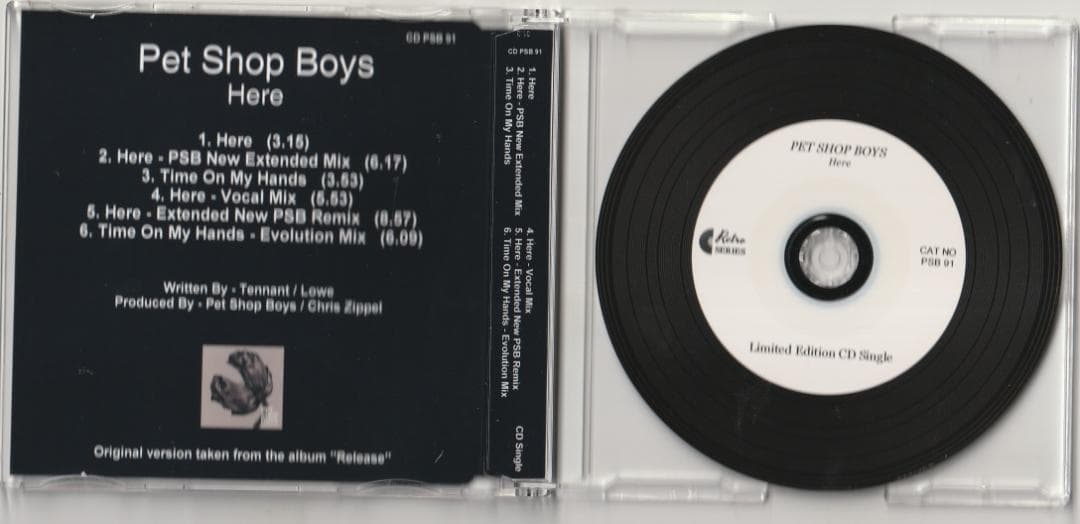 CD PSB 91
Pet Shop Boys
Here
1. Here (3.15)
2. Here - PSB New Extended Mix (6.17)
3. Time On My Hands (3.53)
4. Here - Vocal Mix (5.53)
5. Here - Extended New PSB Remix (8.57)
6. Time On My Hands - Evolution Mix (6.09)
Written By - Tennant / Lowe
Produced By - Pet Shop Boys / Chris Zippel
Original version taken from the album "Release"
CD PSB 91
1. Here
2. Here - PSB New Extended Mix
3. Time On My Hands
4. Here - Vocal Mix
5. Here - Extended New PSB Remix
6. Time On My Hands - Evolution Mix
CD Single
PET SHOP BOYS
Here
Retro
SERIES
CAT NO
PSB 91
Limited Edition CD Single